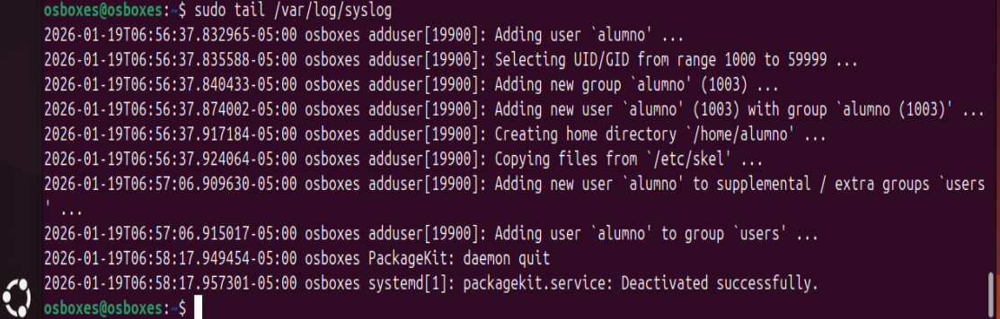 osboxes@osboxes:~$ sudo tail /var/log/syslog
2026-01-19T06:56:37.832965-05:00 osboxes adduser[19900]: Adding user `alumno' ...
2026-01-19T06:56:37.835588-05:00 osboxes adduser[19900]: Selecting UID/GID from range 1000 to 59999 ...
2026-01-19T06:56:37.840433-05:00 osboxes adduser[19900]: Adding new group `alumno' (1003) ...
2026-01-19T06:56:37.874002-05:00 osboxes adduser[19900]: Adding new user `alumno' (1003) with group `alumno (1003)' ...
2026-01-19T06:56:37.917184-05:00 osboxes adduser[19900]: Creating home directory `/home/alumno' ...
2026-01-19T06:56:37.924064-05:00 osboxes adduser[19900]: Copying files from `/etc/skel' ...
2026-01-19T06:57:06.909630-05:00 osboxes adduser[19900]: Adding new user `alumno' to supplemental / extra groups `users
' ...
2026-01-19T06:57:06.915017-05:00 osboxes adduser[19900]: Adding user `alumno' to group `users' ...
2026-01-19T06:58:17.949454-05:00 osboxes PackageKit: daemon quit
2026-01-19T06:58:17.957301-05:00 osboxes systemd[1]: packagekit.service: Deactivated successfully.
osboxes@osboxes:~$